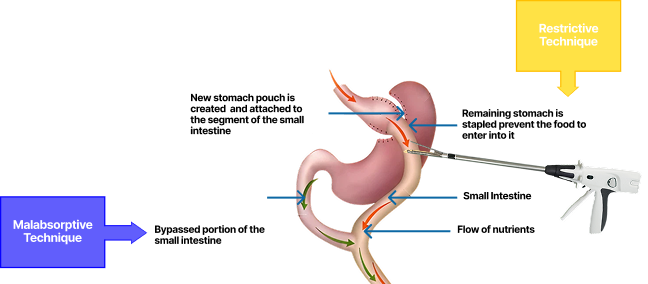 Restrictive
Technique
New stomach pouch is
created and attached to
the segment of the small
intestine
Remaining stomach is
stapled prevent the food to
enter into it
Small Intestine
Malabsorptive
Technique
Bypassed portion of the
small intestine
Flow of nutrients